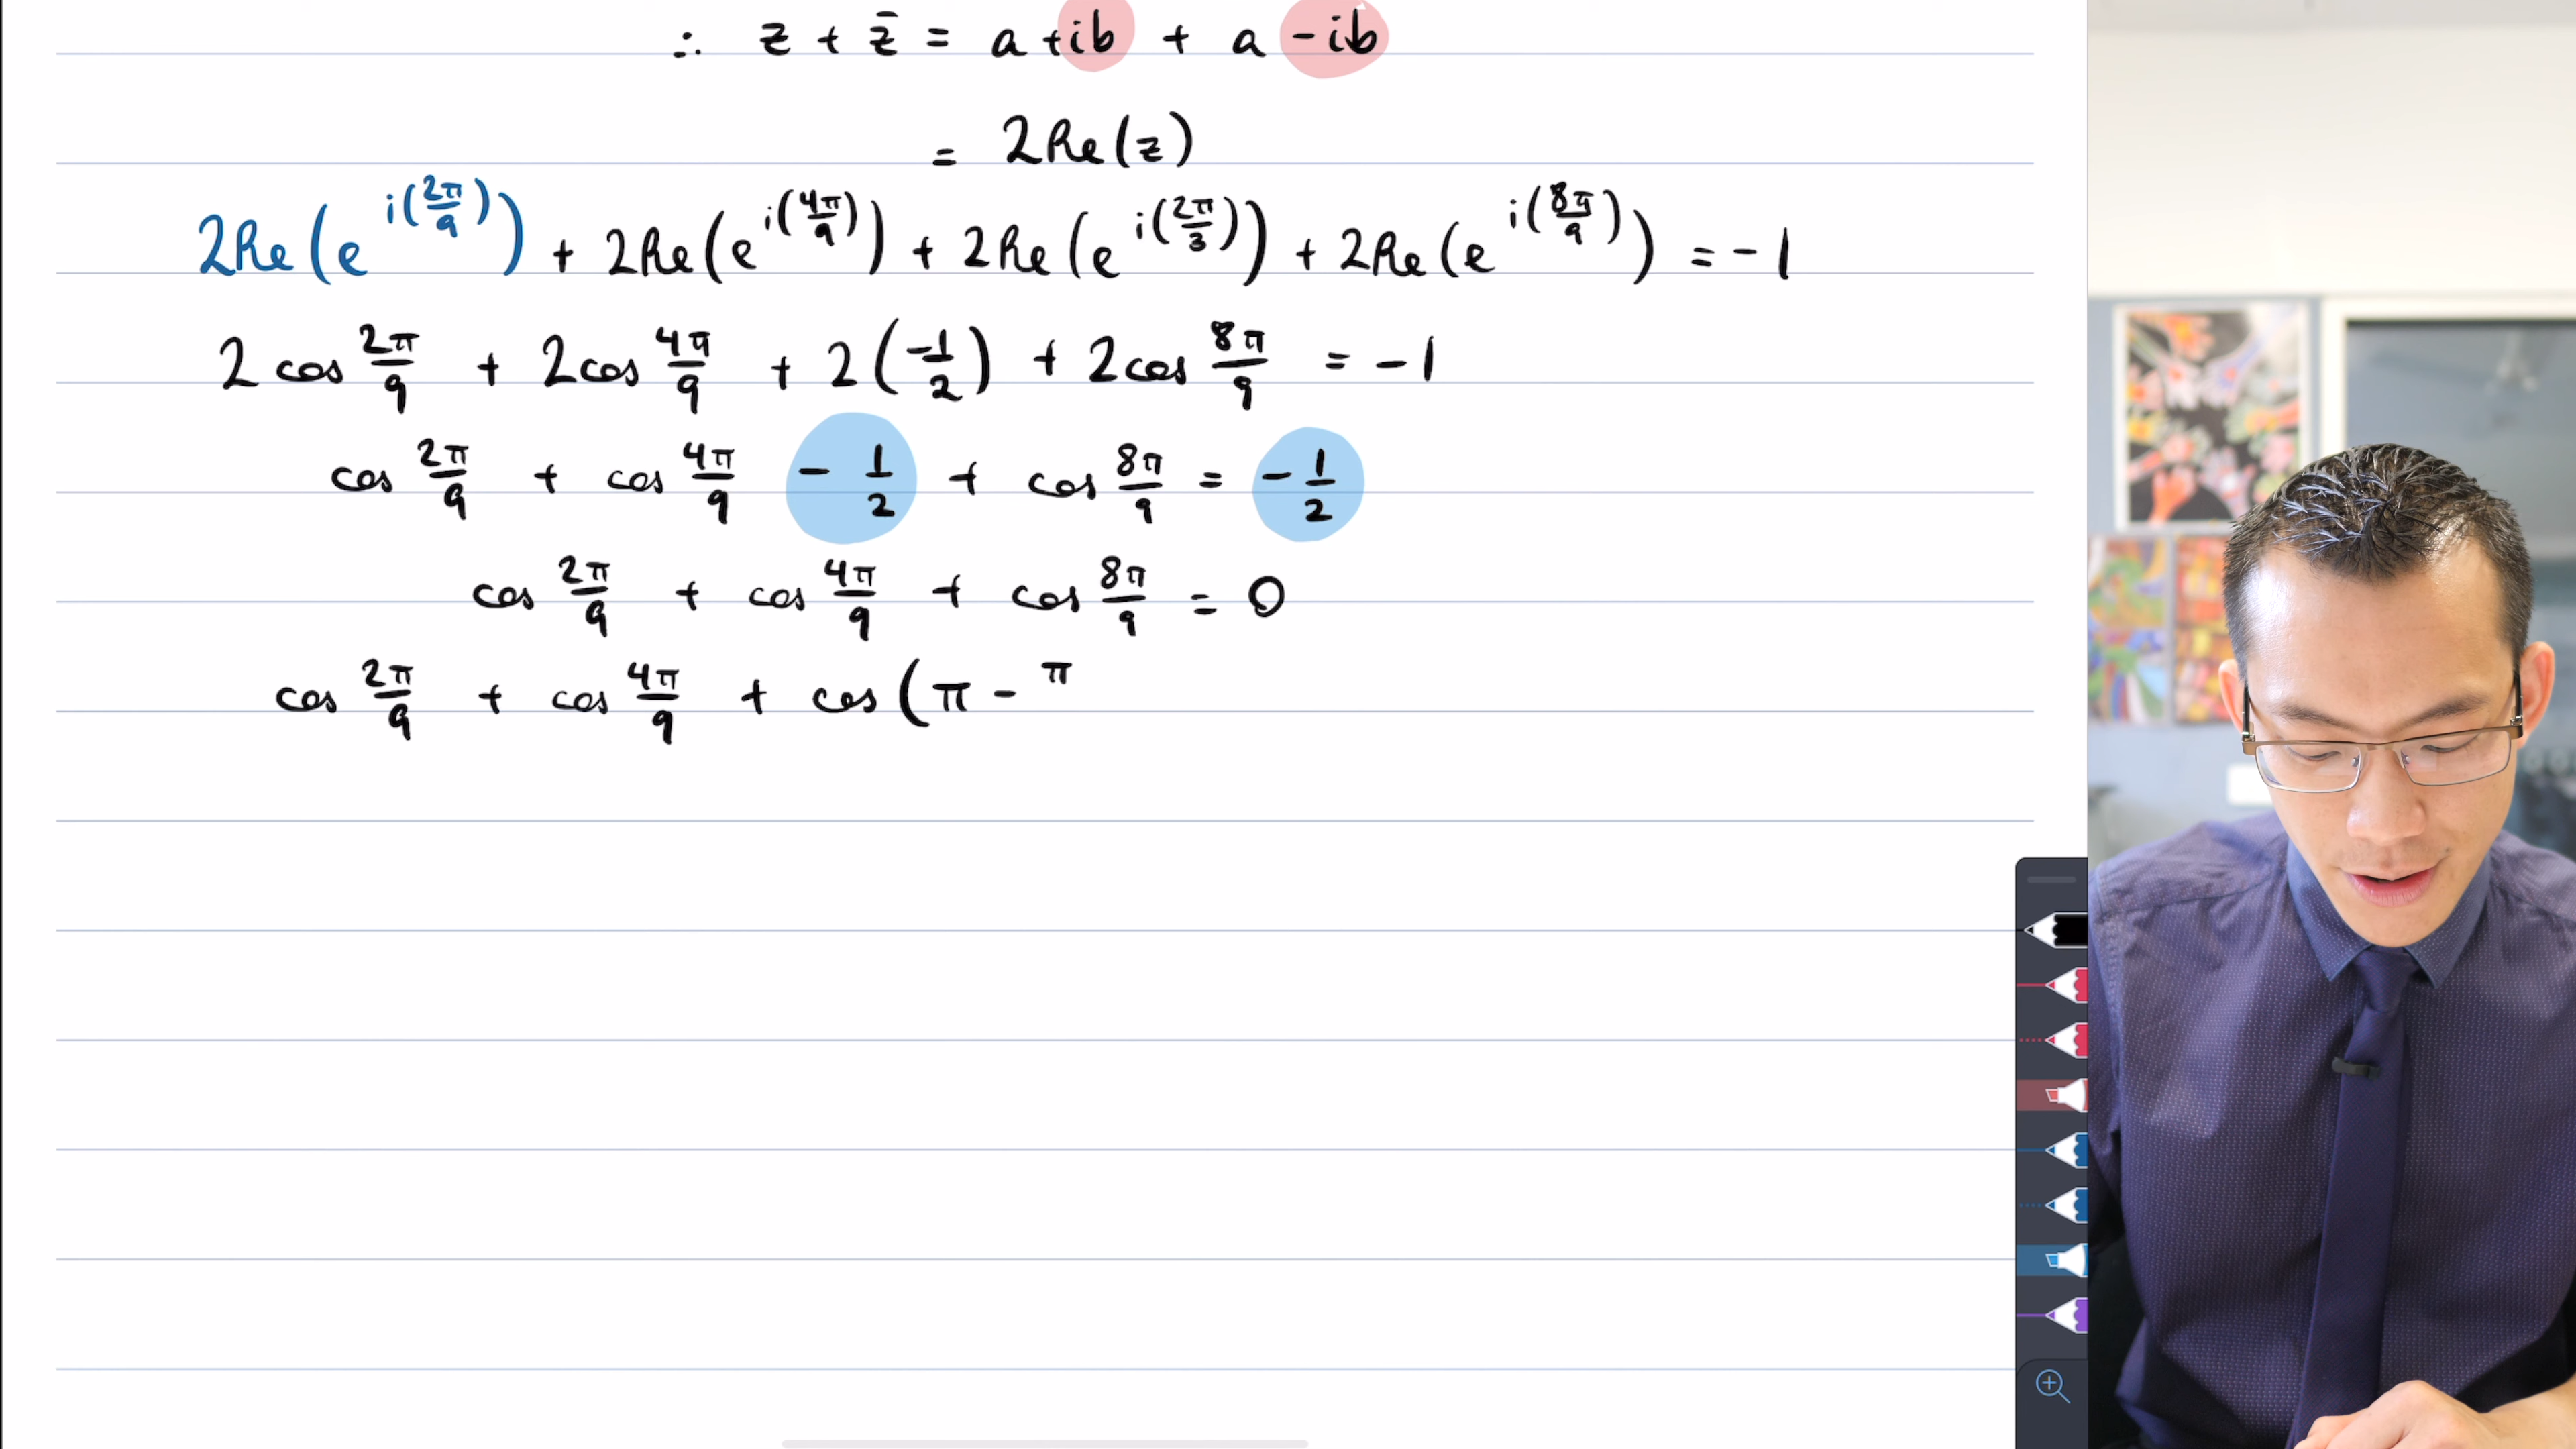 ∴ z + z̄ = a + ib + a - ib
= 2Re(z)
2Re(e^{i(2π/9)}) + 2Re(e^{i(4π/9)}) + 2Re(e^{i(2π/3)}) + 2Re(e^{i(8π/9)}) = -1
2 cos 2π/9 + 2cos 4π/9 + 2(-1/2) + 2cos 8π/9 = -1
cos 2π/9 + cos 4π/9 - 1/2 + cos 8π/9 = -1/2
cos 2π/9 + cos 4π/9 + cos 8π/9 = 0
cos 2π/9 + cos 4π/9 + cos (π - π